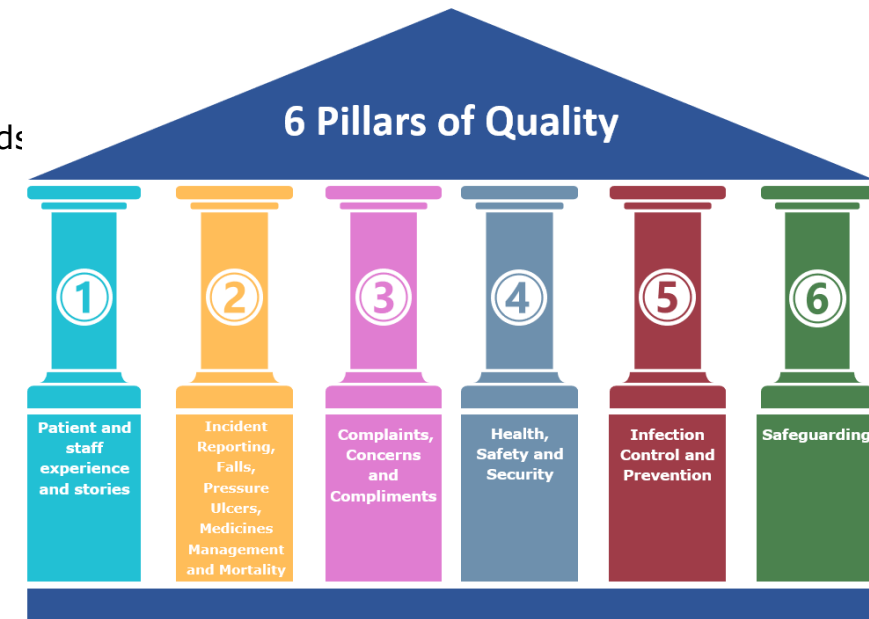 6 Pillars of Quality
ds
1
2
3
4
5
6
Patient and
staff
experience
and stories
Incident
Reporting,
Falls,
Pressure
Ulcers,
Medicines
Management
and Mortality
Complaints,
Concerns
and
Compliments
Health,
Safety and
Security
Infection
Control and
Prevention
Safeguarding